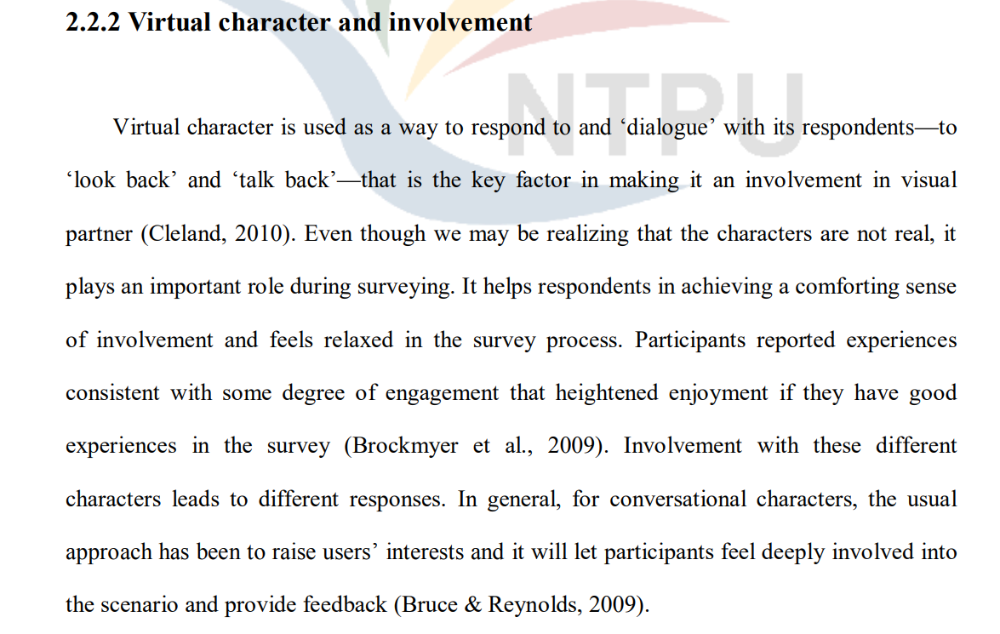 2.2.2 Virtual character and involvement
NTPU
Virtual character is used as a way to respond to and ‘dialogue’ with its respondents—to
‘look back’ and ‘talk back’—that is the key factor in making it an involvement in visual
partner (Cleland, 2010). Even though we may be realizing that the characters are not real, it
plays an important role during surveying. It helps respondents in achieving a comforting sense
of involvement and feels relaxed in the survey process. Participants reported experiences
consistent with some degree of engagement that heightened enjoyment if they have good
experiences in the survey (Brockmyer et al., 2009). Involvement with these different
characters leads to different responses. In general, for conversational characters, the usual
approach has been to raise users’ interests and it will let participants feel deeply involved into
the scenario and provide feedback (Bruce & Reynolds, 2009).